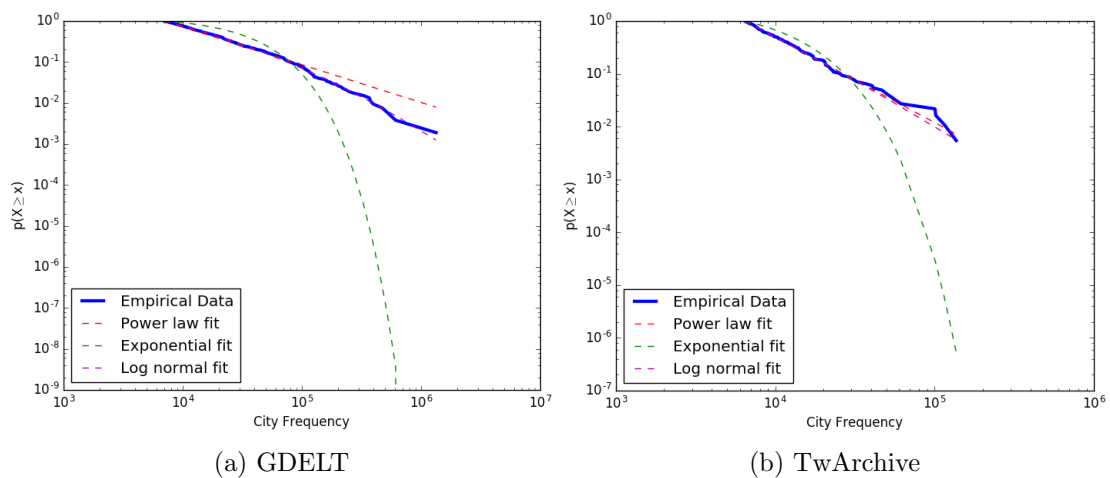 10^0
10^-1
10^-2
10^-3
10^-4
10^-5
10^-6
10^-7
10^-8
10^-9
p(X ≥ x)
Empirical Data
Power law fit
Exponential fit
Log normal fit
10^3 10^4 10^5 10^6 10^7
City Frequency
(a) GDELT
10^0
10^-1
10^-2
10^-3
10^-4
10^-5
10^-6
10^-7
p(X ≥ x)
Empirical Data
Power law fit
Exponential fit
Log normal fit
10^3 10^4 10^5 10^6
City Frequency
(b) TwArchive